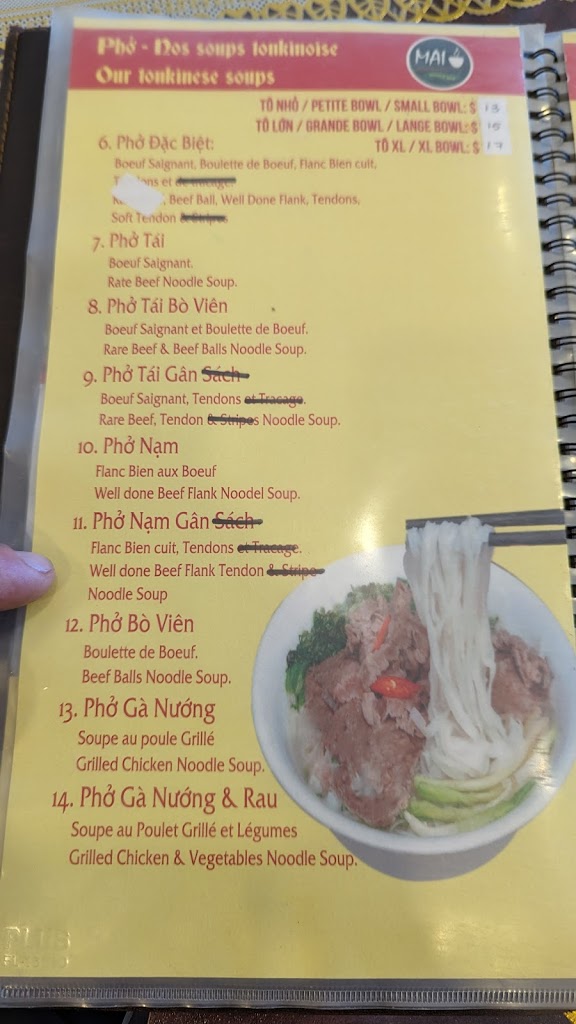 Phở - Nos soups tonkinoise
Our tonkinese soups
MAI
TÔ NHỎ / PETITE BOWL / SMALL BOWL: $ 13
TÔ LỚN / GRANDE BOWL / LANGE BOWL: $ 15
TÔ XL / XL BOWL: $ 17
6. Phở Đặc Biệt:
Boeuf Saignant, Boulette de Boeuf, Flanc Bien cuit,
et de tracage.
Beef Ball, Well Done Flank, Tendons,
Soft Tendon & Stripes
7. Phở Tái
Boeuf Saignant.
Rate Beef Noodle Soup.
8. Phở Tái Bò Viên
Boeuf Saignant et Boulette de Boeuf.
Rare Beef & Beef Balls Noodle Soup.
9. Phở Tái Gân Sách
Boeuf Saignant, Tendons et Tracage.
Rare Beef, Tendon & Stripes Noodle Soup.
10. Phở Nạm
Flanc Bien aux Boeuf
Well done Beef Flank Noodel Soup.
11. Phở Nạm Gân Sách
Flanc Bien cuit, Tendons et Tracage.
Well done Beef Flank Tendon & Stripe
Noodle Soup
12. Phở Bò Viên
Boulette de Boeuf.
Beef Balls Noodle Soup.
13. Phở Gà Nướng
Soupe au poule Grillé
Grilled Chicken Noodle Soup.
14. Phở Gà Nướng & Rau
Soupe au Poulet Grillé et Légumes
Grilled Chicken & Vegetables Noodle Soup.